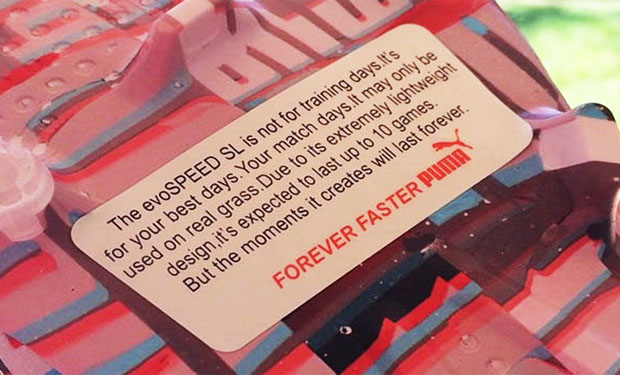 The evoSPEED SL is not for training days.It's
for your best days.Your match days.It may only be
used on real grass.Due to its extremely lightweight
design,it's expected to last up to 10 games.
But the moments it creates will last forever.
FOREVER FASTER PUMA